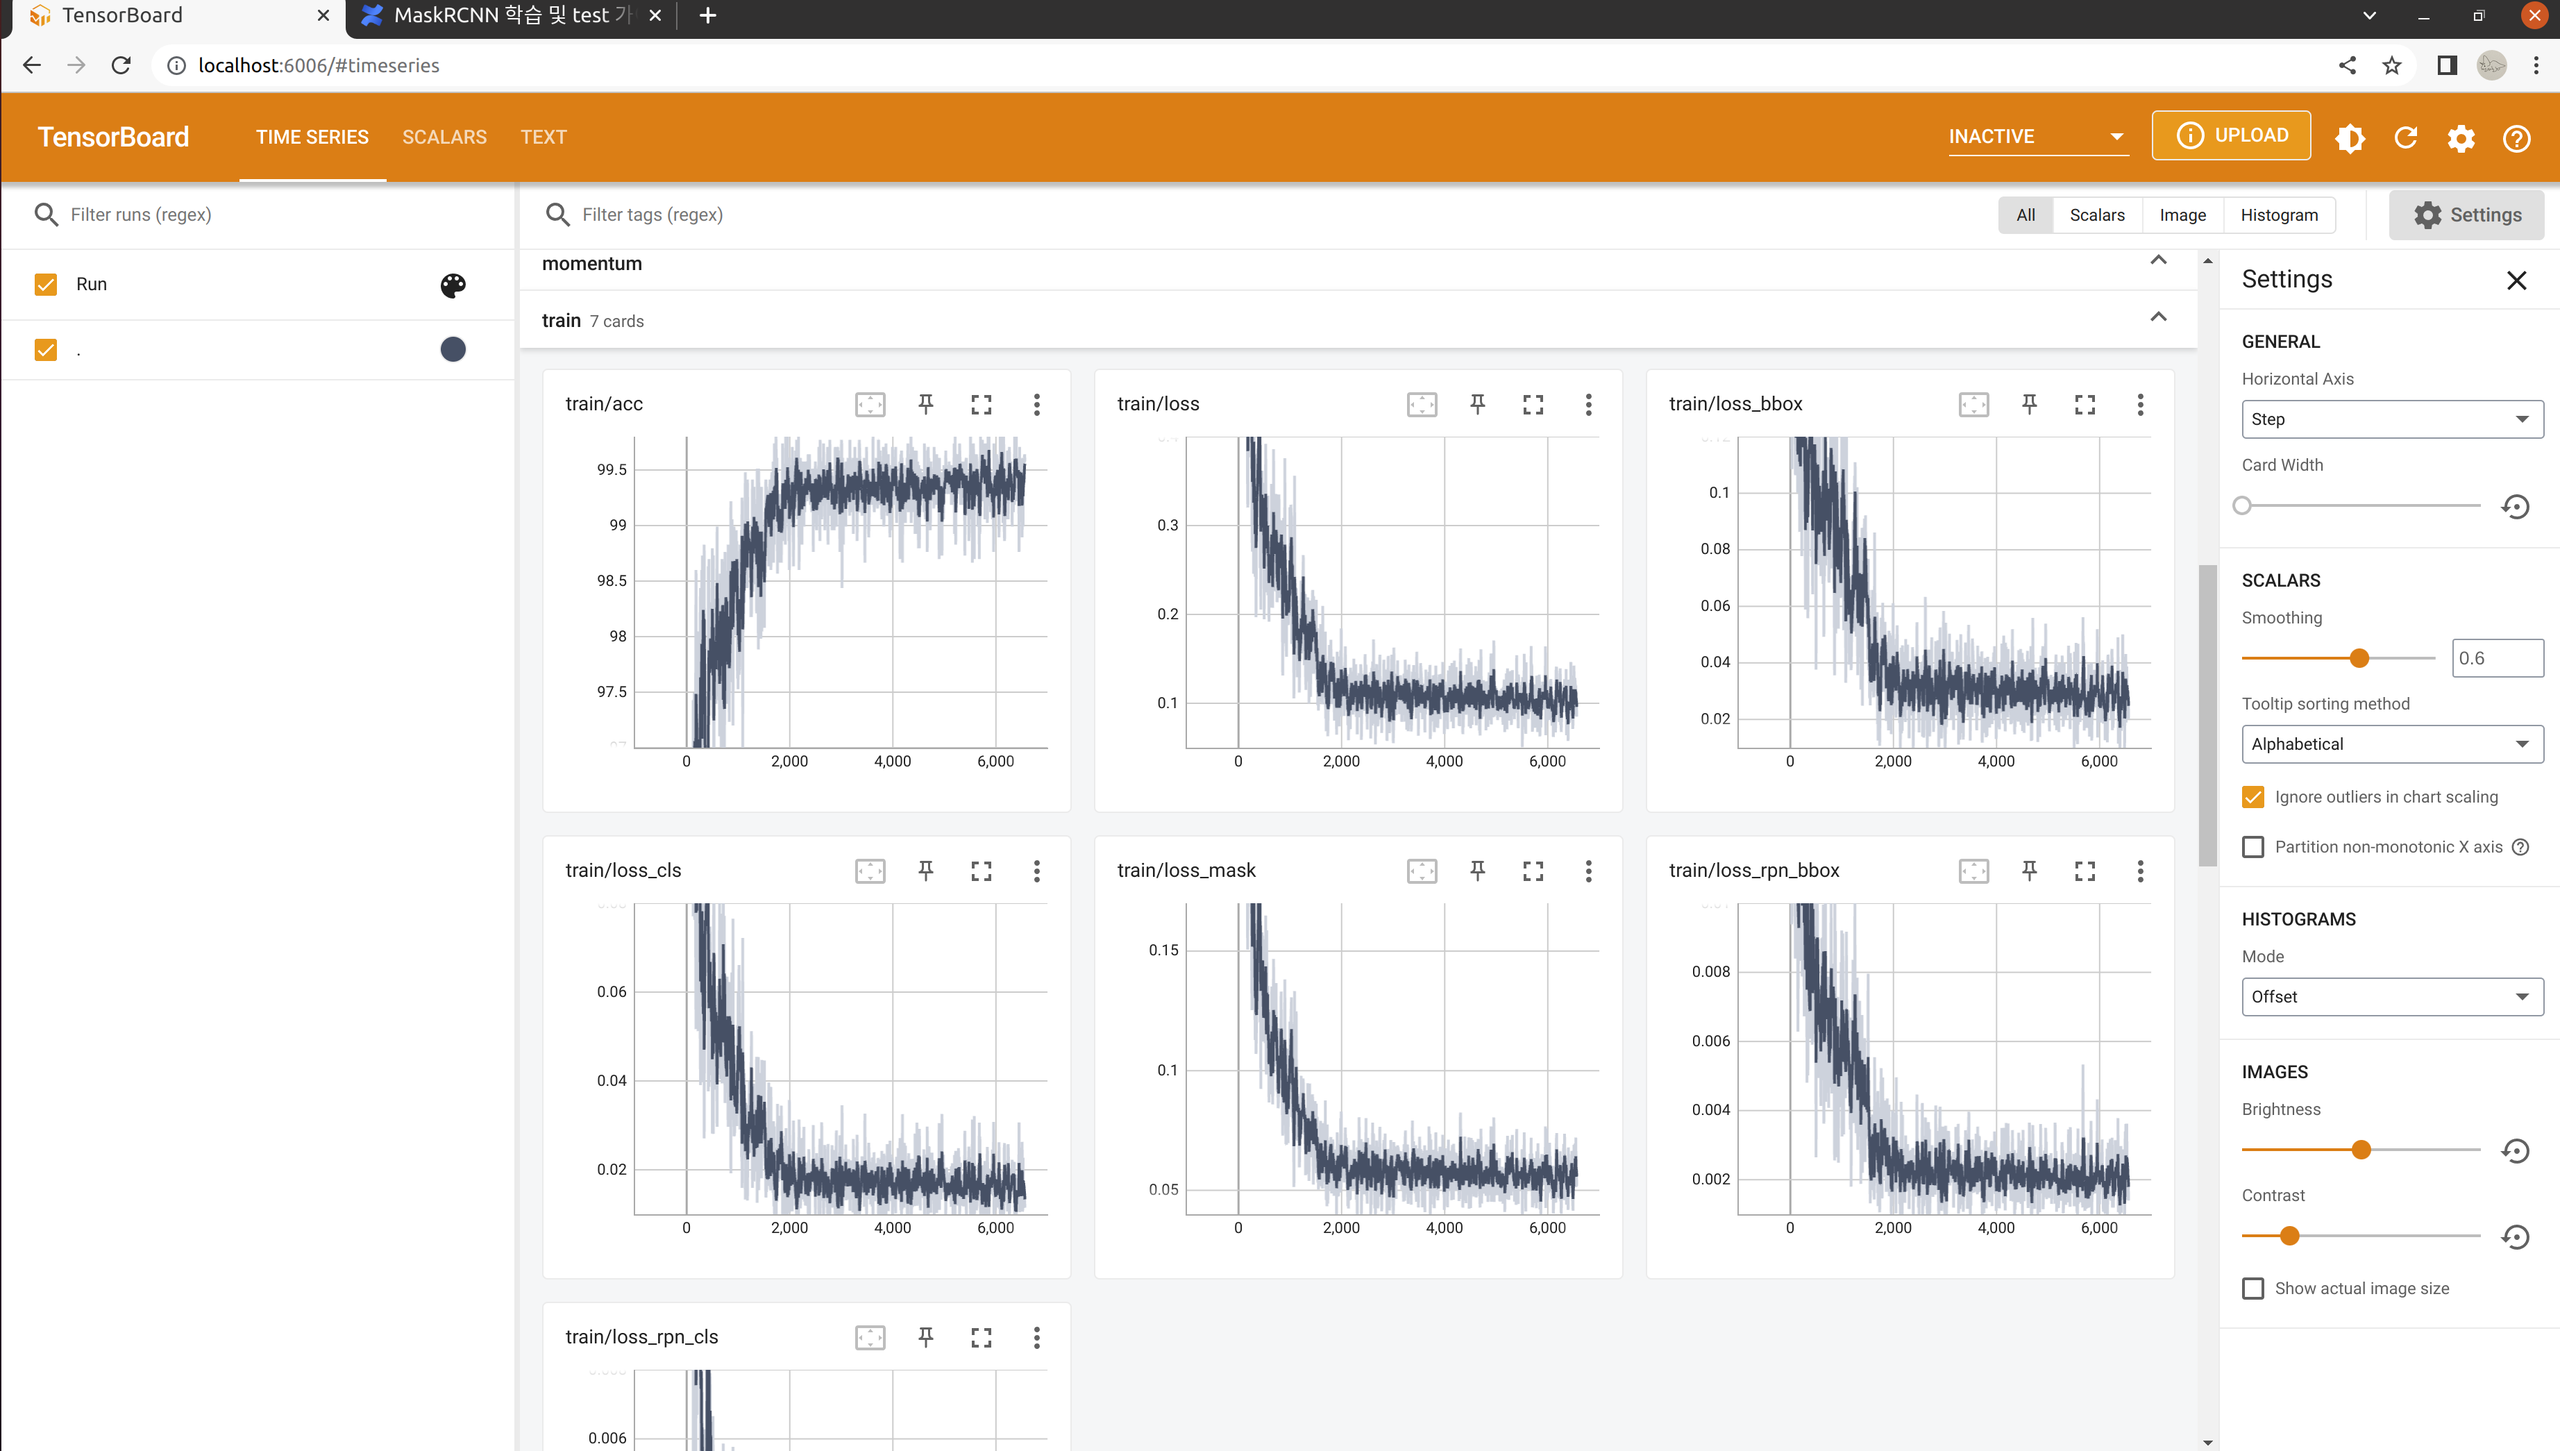 TensorBoard
MaskRCNN 학습 및 test 가
localhost:6006/#timeseries
TensorBoard
TIME SERIES
SCALARS
TEXT
INACTIVE
UPLOAD
Filter runs (regex)
Filter tags (regex)
All
Scalars
Image
Histogram
Settings
Run
.
momentum
train 7 cards
train/acc
99.5
99
98.5
98
97.5
97
0 2,000 4,000 6,000
train/loss
0.4
0.3
0.2
0.1
0 2,000 4,000 6,000
train/loss_bbox
0.12
0.1
0.08
0.06
0.04
0.02
0 2,000 4,000 6,000
train/loss_cls
0.06
0.04
0.02
0 2,000 4,000 6,000
train/loss_mask
0.15
0.1
0.05
0 2,000 4,000 6,000
train/loss_rpn_bbox
0.008
0.006
0.004
0.002
0 2,000 4,000 6,000
train/loss_rpn_cls
0.006
Settings
GENERAL
Horizontal Axis
Step
Card Width
SCALARS
Smoothing
0.6
Tooltip sorting method
Alphabetical
Ignore outliers in chart scaling
Partition non-monotonic X axis
HISTOGRAMS
Mode
Offset
IMAGES
Brightness
Contrast
Show actual image size